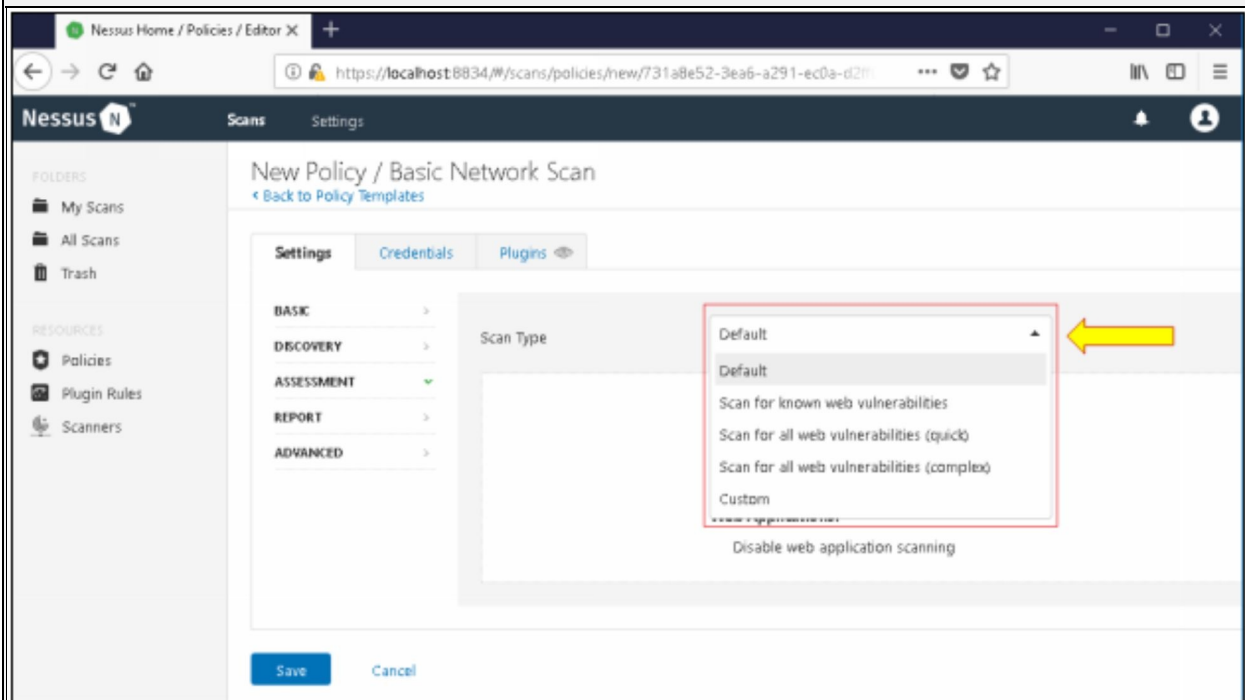 Nessus Home / Policies / Editor
https://localhost:8834/#/scans/policies/new/731a8e52-3ea6-a291-ec0a-d2ff
Nessus N
Scans
Settings
FOLDERS
My Scans
All Scans
Trash
RESOURCES
Policies
Plugin Rules
Scanners
New Policy / Basic Network Scan
Back to Policy Templates
Settings
Credentials
Plugins
BASIC
DISCOVERY
ASSESSMENT
REPORT
ADVANCED
Scan Type
Default
Default
Scan for known web vulnerabilities
Scan for all web vulnerabilities (quick)
Scan for all web vulnerabilities (complex)
Custom
Disable web application scanning
Save
Cancel